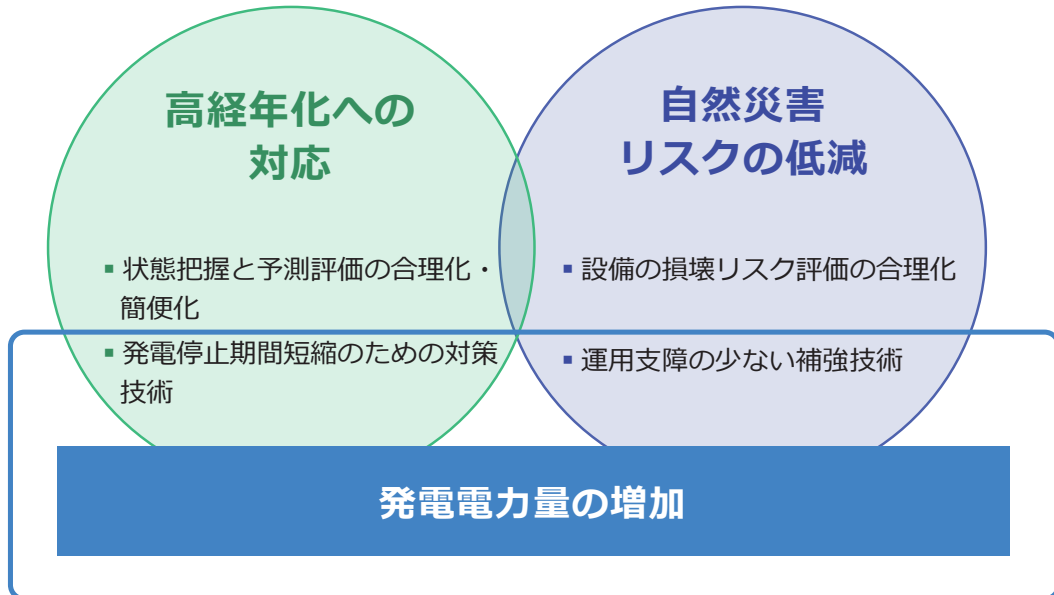 高経年化への
対応
▪ 状態把握と予測評価の合理化・
簡便化
▪ 発電停止期間短縮のための対策
技術
自然災害
リスクの低減
▪ 設備の損壊リスク評価の合理化
▪ 運用支障の少ない補強技術
発電電力量の増加